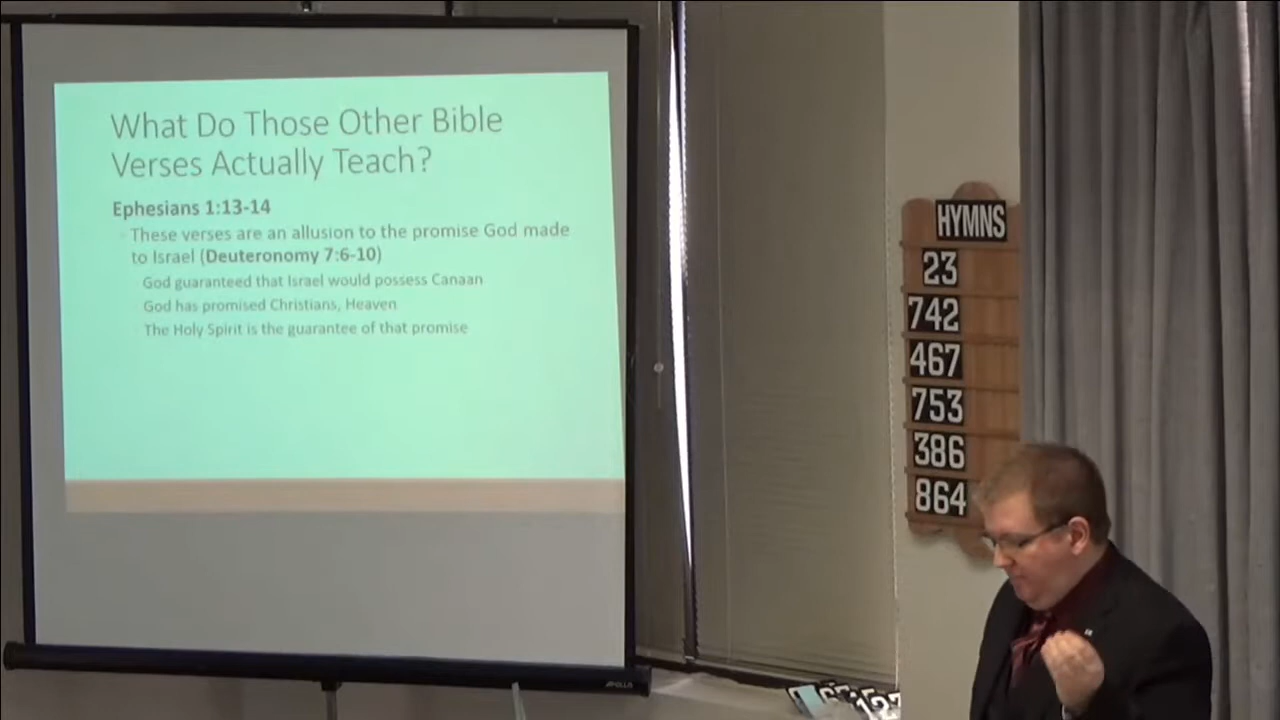 What Do Those Other Bible
Verses Actually Teach?
Ephesians 1:13-14
These verses are an allusion to the promise God made
to Israel (Deuteronomy 7:6-10)
God guaranteed that Israel would possess Canaan
God has promised Christians, Heaven
The Holy Spirit is the guarantee of that promise
HYMNS
23
742
467
753
386
864
APOLLO